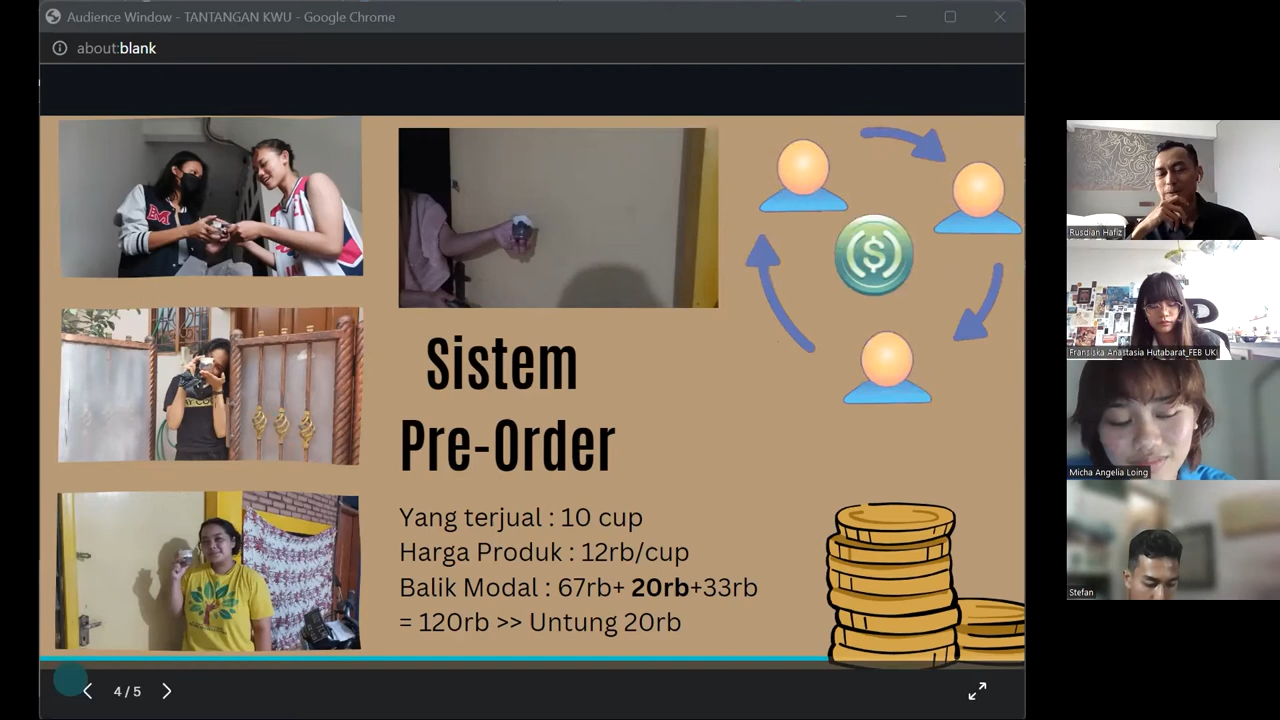 Audience Window - TANTANGAN KWU - Google Chrome
about:blank
Sistem
Pre-Order
Yang terjual : 10 cup
Harga Produk : 12rb/cup
Balik Modal : 67rb+ 20rb+33rb
= 120rb >> Untung 20rb
4 / 5
Rusdian Hafiz
Fransiska Anastasia Hutabarat_FEB UKI
Micha Angelia Loing
Stefan